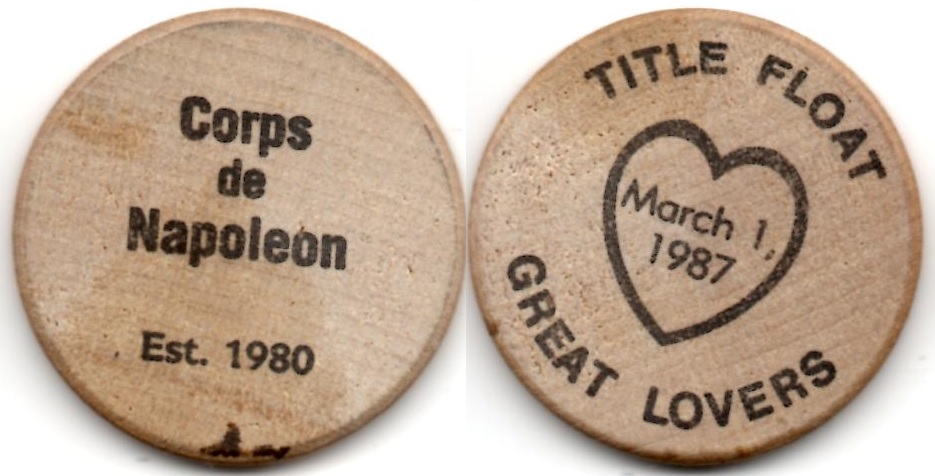 Corps
de
Napoleon
Est. 1980
TITLE FLOAT
March 1,
1987
GREAT LOVERS